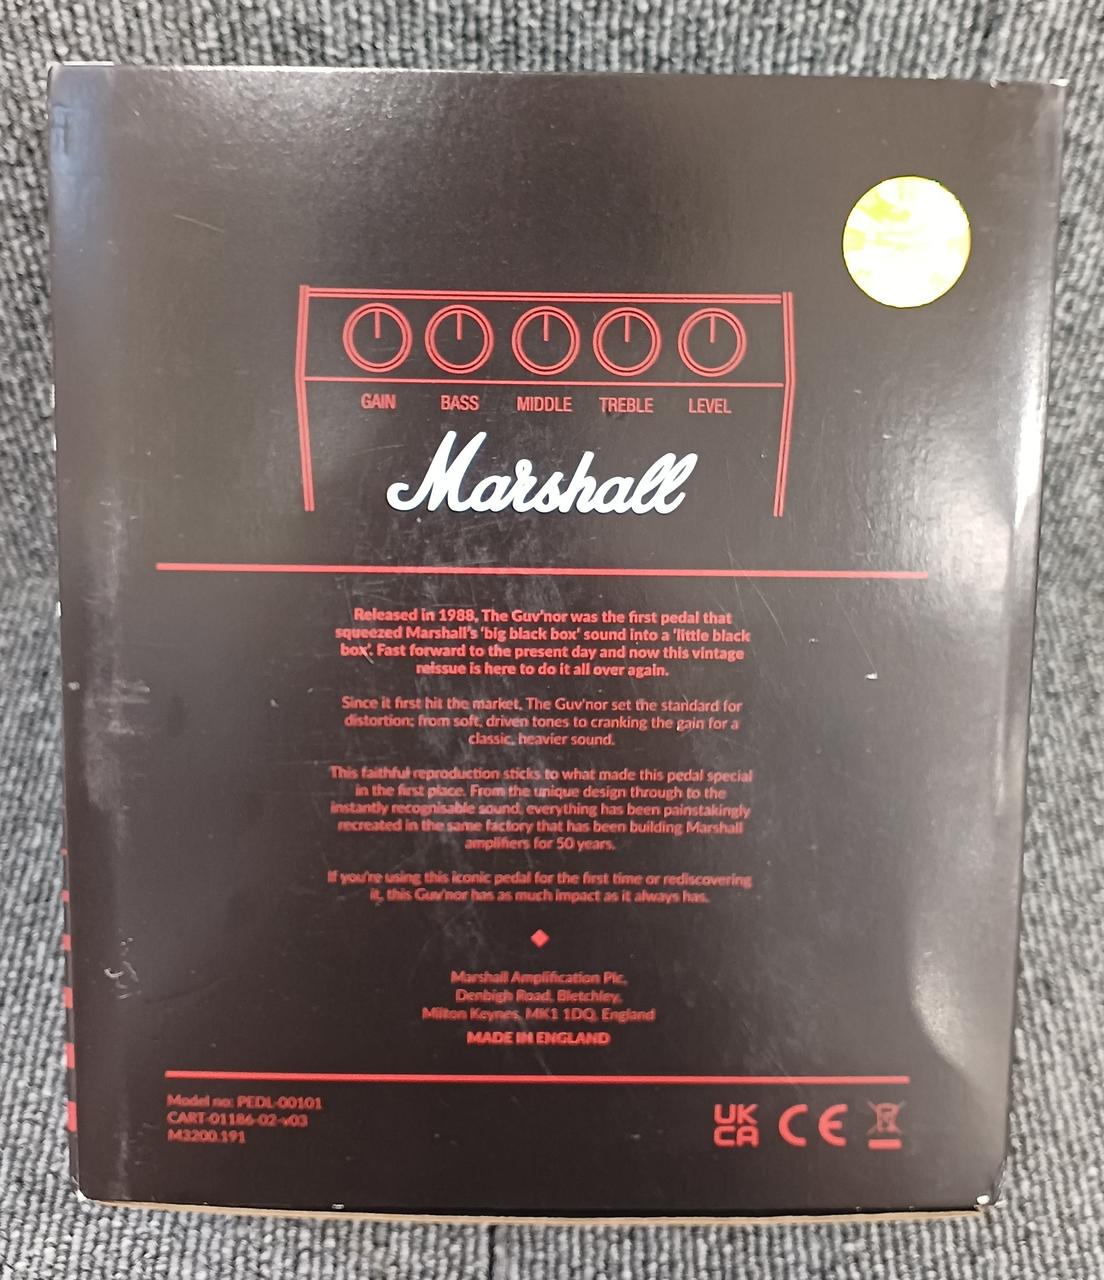 GAIN BASS MIDDLE TREBLE LEVEL
Marshall
Released in 1988, The Guv'nor was the first pedal that
squeezed Marshall's 'big black box' sound into a 'little black
box'. Fast forward to the present day and now this vintage
reissue is here to do it all over again.
Since it first hit the market, The Guv'nor set the standard for
distortion; from soft, driven tones to cranking the gain for a
classic, heavier sound.
This faithful reproduction sticks to what made this pedal special
in the first place. From the unique design through to the
instantly recognisable sound, everything has been painstakingly
recreated in the same factory that has been building Marshall
amplifiers for 50 years.
If you're using this iconic pedal for the first time or rediscovering
it, this Guv'nor has as much impact as it always has.
Marshall Amplification Plc,
Denbigh Road, Bletchley,
Milton Keynes, MK1 1DQ, England
MADE IN ENGLAND
Model no: PEDL-00101
CART-01186-02-v03
M3200.191
UK
CA CE